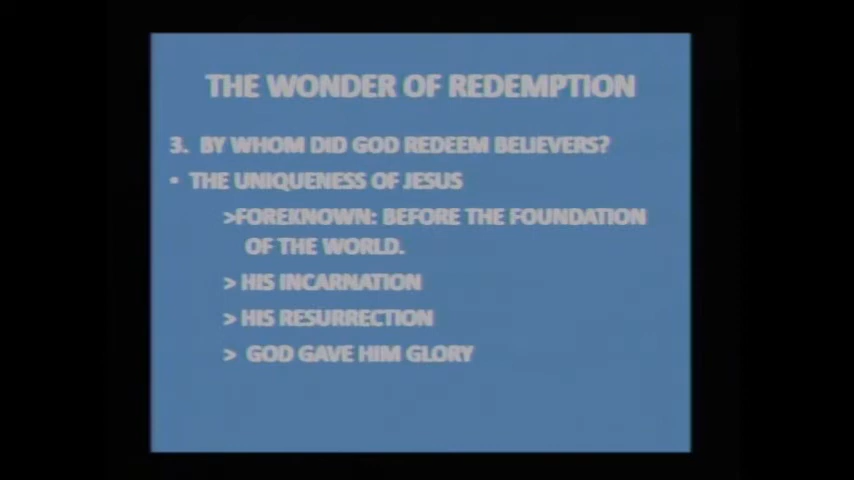 THE WONDER OF REDEMPTION
3. BY WHOM DID GOD REDEEM BELIEVERS?
• THE UNIQUENESS OF JESUS
>FOREKNOWN: BEFORE THE FOUNDATION
OF THE WORLD.
> HIS INCARNATION
> HIS RESURRECTION
> GOD GAVE HIM GLORY